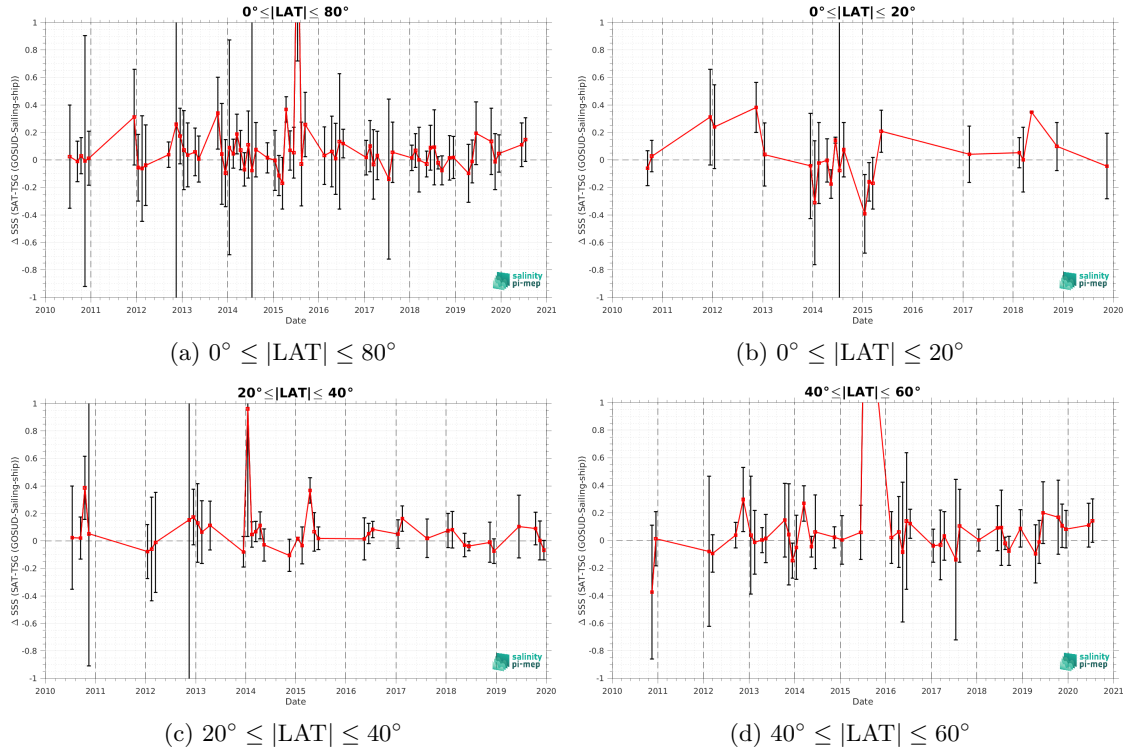 0°≤|LAT|≤ 80°
Δ SSS (SAT-TSG (GOSUD-Sailing-ship))
1
0.8
0.6
0.4
0.2
0
-0.2
-0.4
-0.6
-0.8
-1
2010 2011 2012 2013 2014 2015 2016 2017 2018 2019 2020 2021
Date
salinity
pi-mep
(a) 0° ≤ |LAT| ≤ 80°
0°≤|LAT|≤ 20°
Δ SSS (SAT-TSG (GOSUD-Sailing-ship))
1
0.8
0.6
0.4
0.2
0
-0.2
-0.4
-0.6
-0.8
-1
2010 2011 2012 2013 2014 2015 2016 2017 2018 2019 2020
Date
salinity
pi-mep
(b) 0° ≤ |LAT| ≤ 20°
20°≤|LAT|≤ 40°
Δ SSS (SAT-TSG (GOSUD-Sailing-ship))
1
0.8
0.6
0.4
0.2
0
-0.2
-0.4
-0.6
-0.8
-1
2010 2011 2012 2013 2014 2015 2016 2017 2018 2019 2020
Date
salinity
pi-mep
(c) 20° ≤ |LAT| ≤ 40°
40°≤|LAT|≤ 60°
Δ SSS (SAT-TSG (GOSUD-Sailing-ship))
1
0.8
0.6
0.4
0.2
0
-0.2
-0.4
-0.6
-0.8
-1
2010 2011 2012 2013 2014 2015 2016 2017 2018 2019 2020 2021
Date
salinity
pi-mep
(d) 40° ≤ |LAT| ≤ 60°